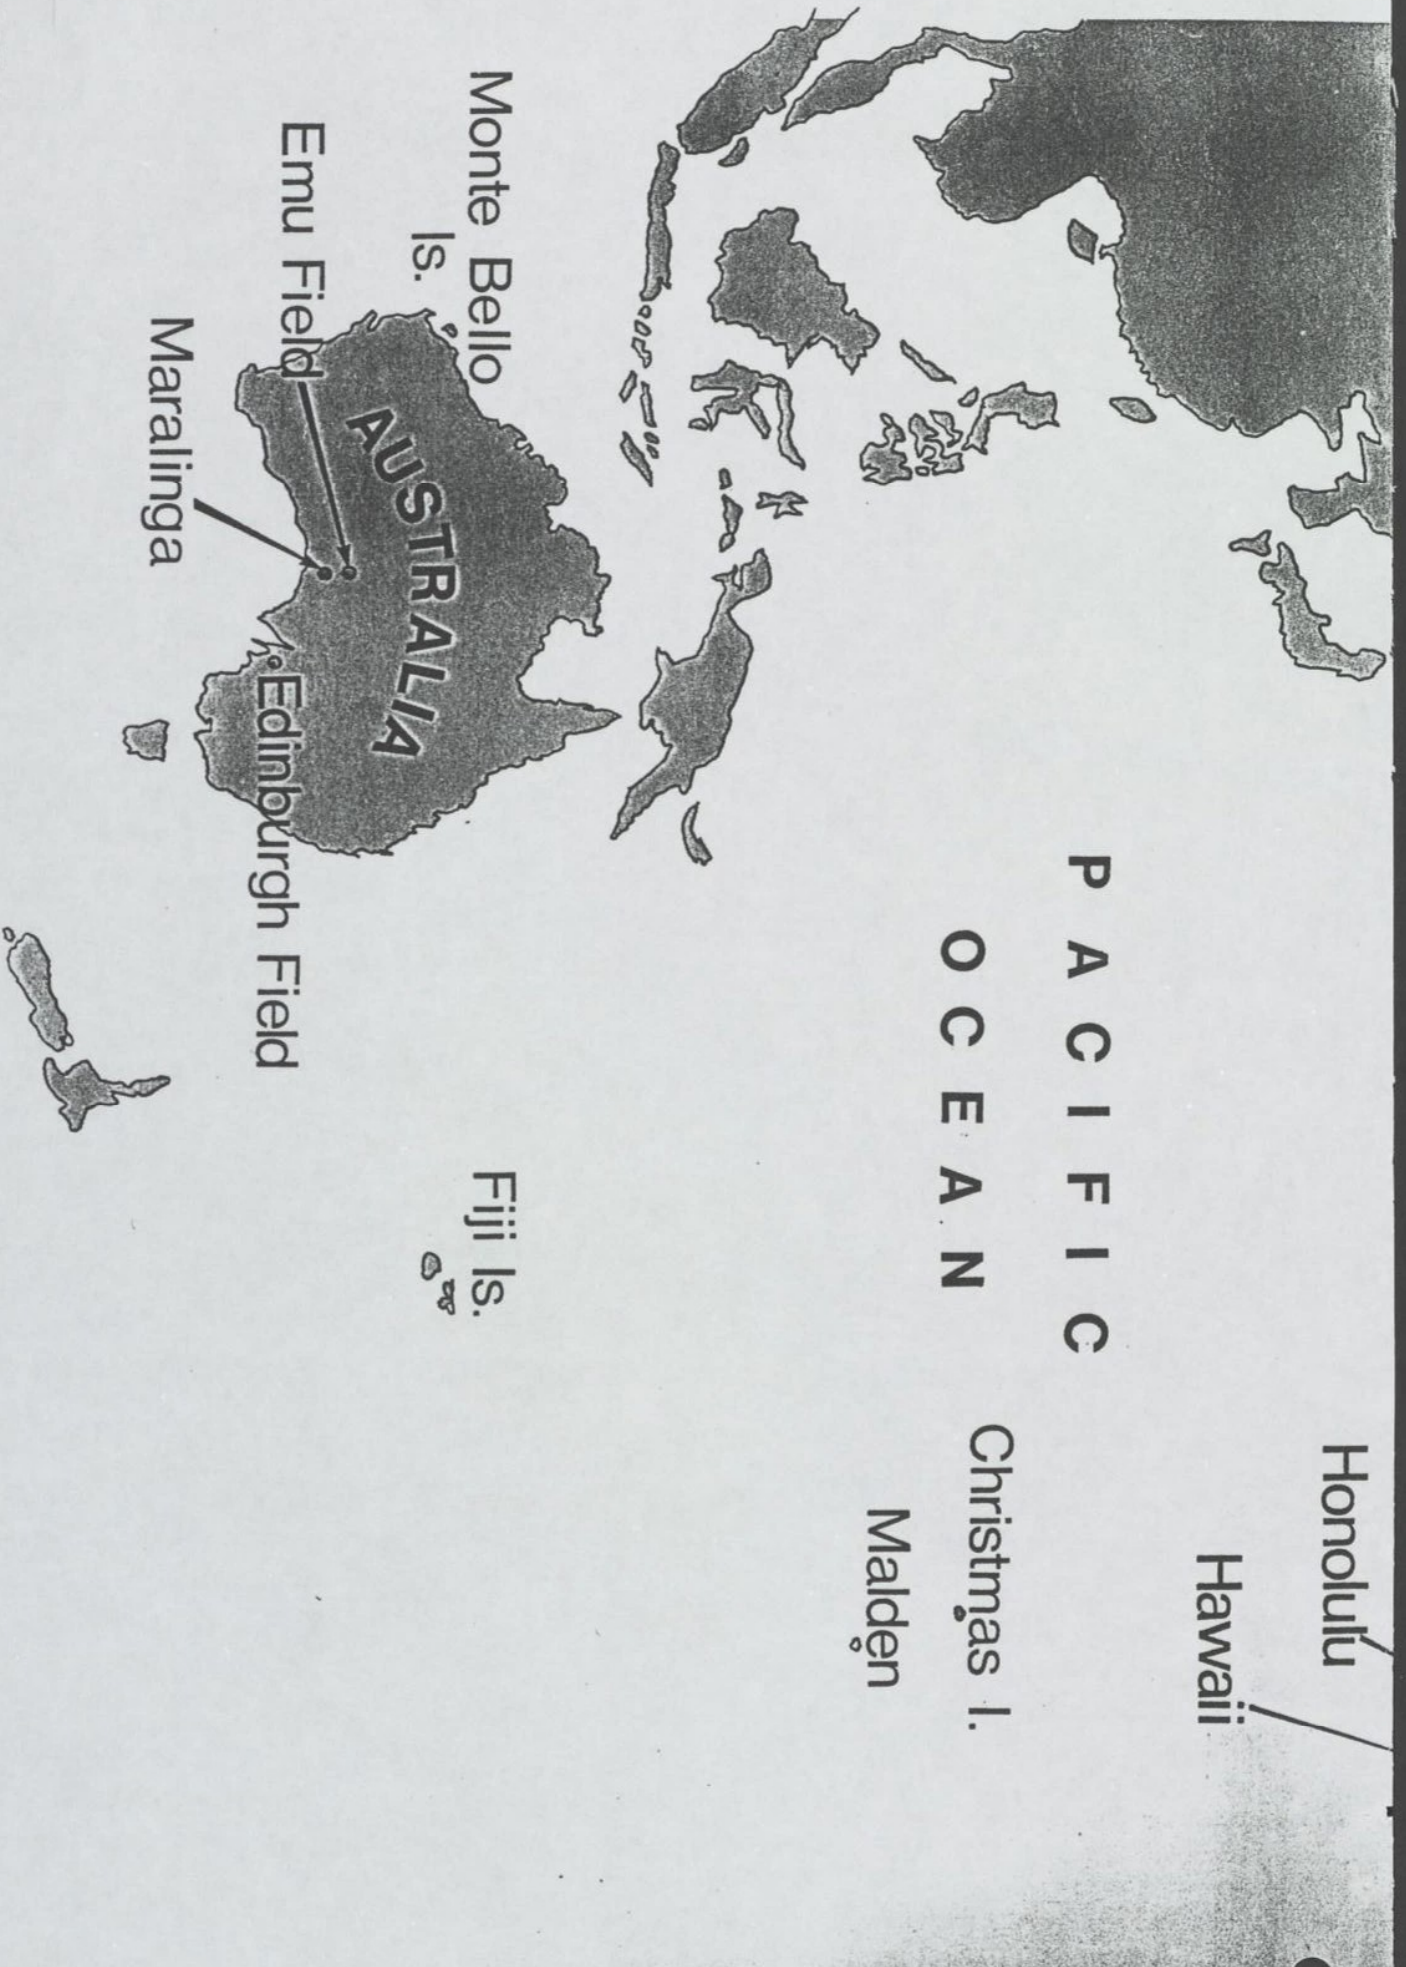 Honolulu
Hawaii
PACIFIC
OCEAN
Christmas I.
Malden
Monte Bello
Is.
Fiji Is.
AUSTRALIA
Emu Field
Edinburgh Field
Maralinga